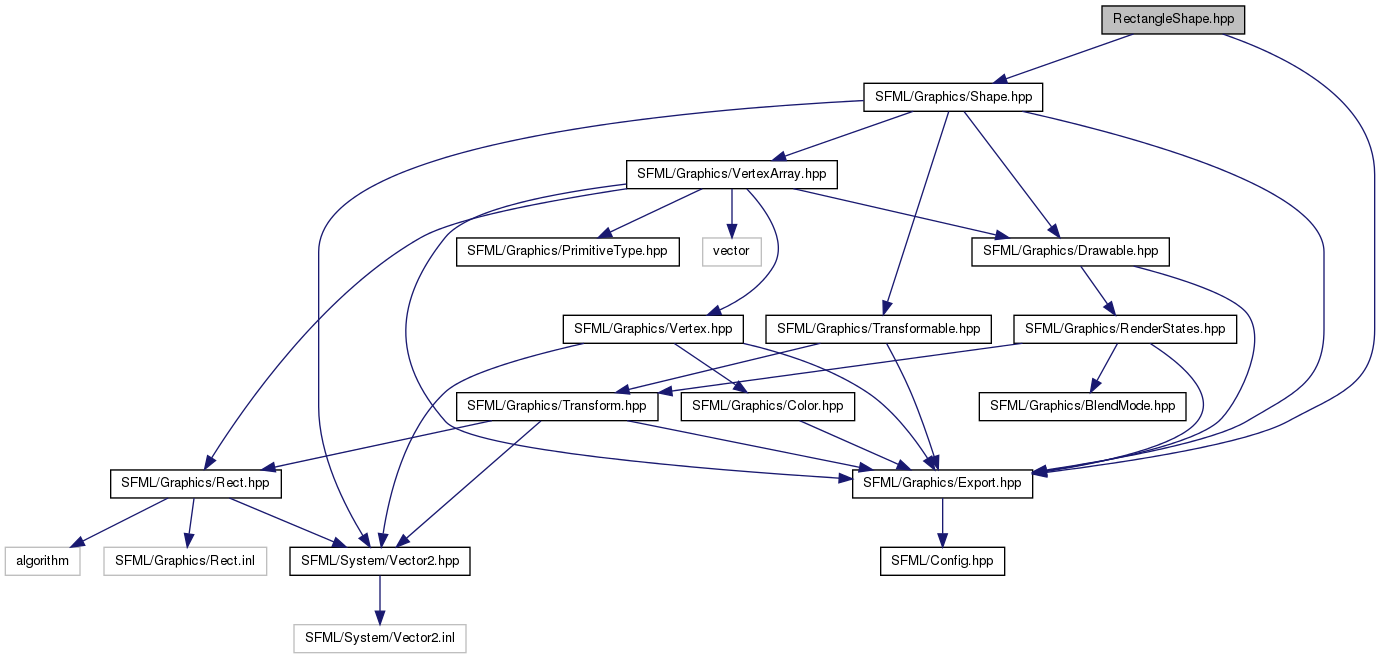 RectangleShape.hpp
SFML/Graphics/Shape.hpp
SFML/Graphics/VertexArray.hpp
SFML/Graphics/PrimitiveType.hpp
vector
SFML/Graphics/Drawable.hpp
SFML/Graphics/Vertex.hpp
SFML/Graphics/Transformable.hpp
SFML/Graphics/RenderStates.hpp
SFML/Graphics/Transform.hpp
SFML/Graphics/Color.hpp
SFML/Graphics/BlendMode.hpp
SFML/Graphics/Rect.hpp
SFML/Graphics/Export.hpp
algorithm
SFML/Graphics/Rect.inl
SFML/System/Vector2.hpp
SFML/Config.hpp
SFML/System/Vector2.inl